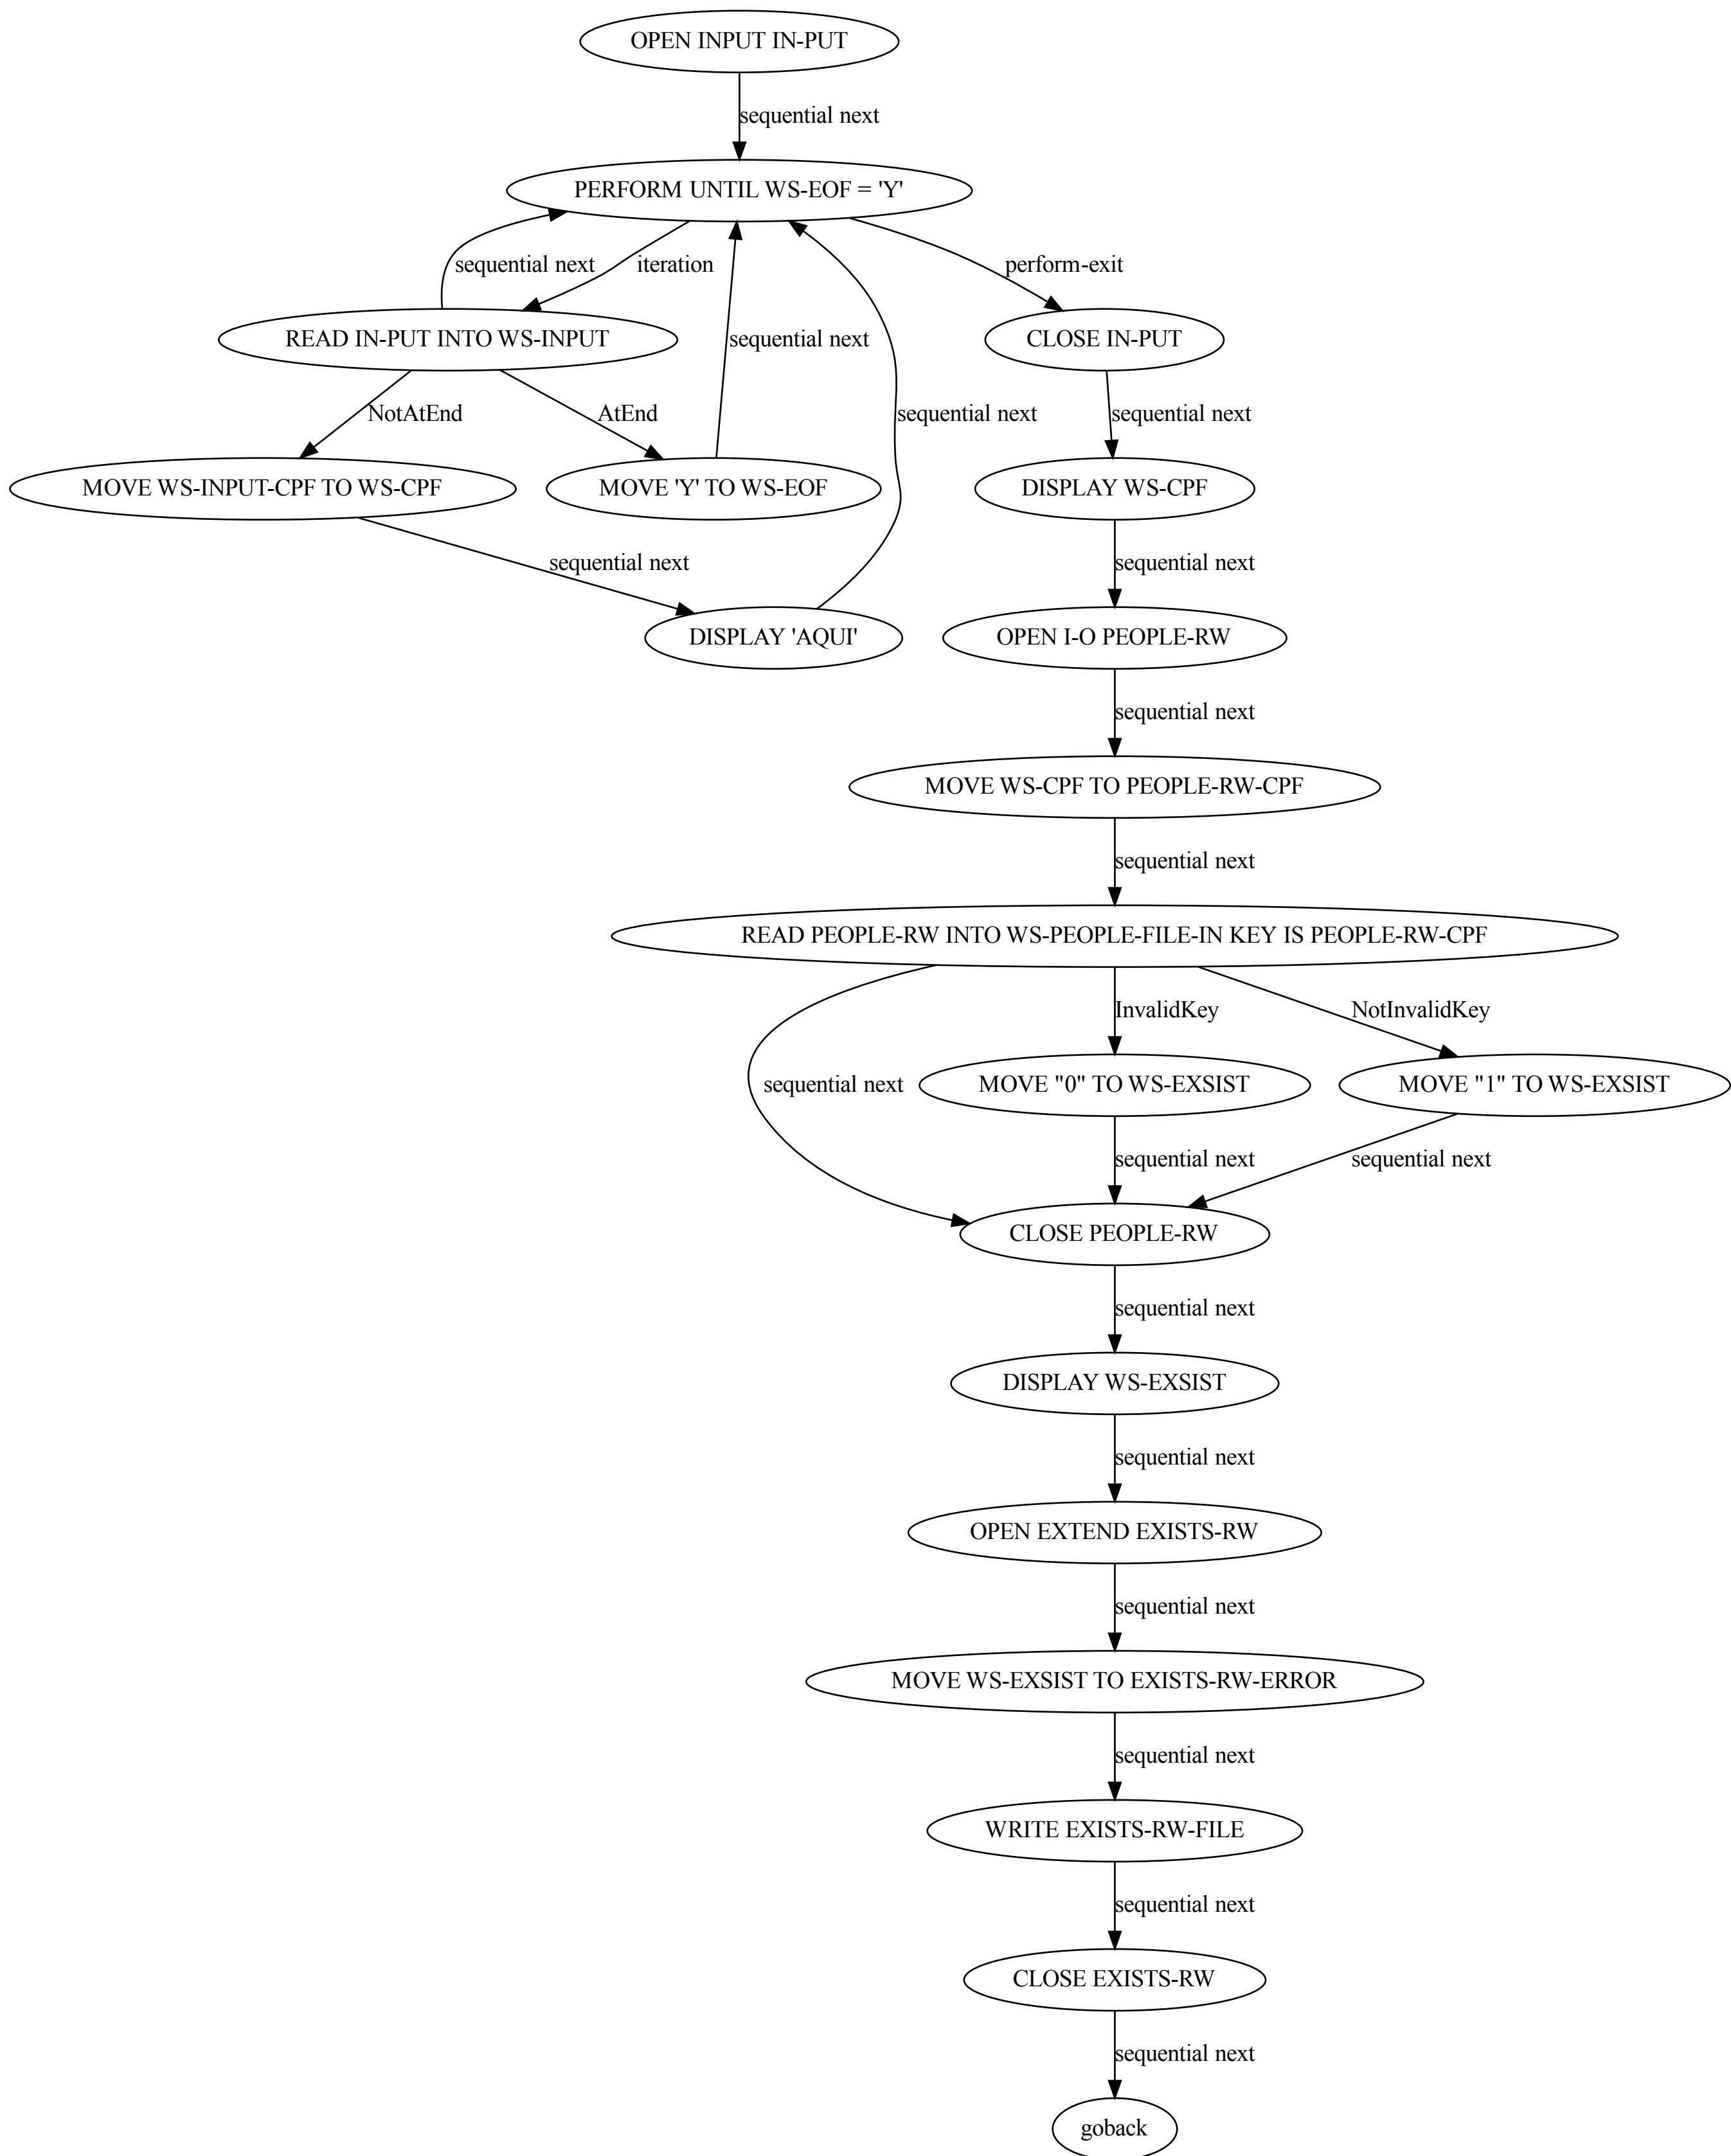 OPEN INPUT IN-PUT
sequential next
PERFORM UNTIL WS-EOF = 'Y'
sequential next
iteration
perform-exit
READ IN-PUT INTO WS-INPUT
sequential next
CLOSE IN-PUT
NotAtEnd
AtEnd
sequential next
sequential next
MOVE WS-INPUT-CPF TO WS-CPF
MOVE 'Y' TO WS-EOF
DISPLAY WS-CPF
sequential next
sequential next
DISPLAY 'AQUI'
OPEN I-O PEOPLE-RW
sequential next
MOVE WS-CPF TO PEOPLE-RW-CPF
sequential next
READ PEOPLE-RW INTO WS-PEOPLE-FILE-IN KEY IS PEOPLE-RW-CPF
InvalidKey
NotInvalidKey
sequential next
MOVE "0" TO WS-EXSIST
MOVE "1" TO WS-EXSIST
sequential next
sequential next
CLOSE PEOPLE-RW
sequential next
DISPLAY WS-EXSIST
sequential next
OPEN EXTEND EXISTS-RW
sequential next
MOVE WS-EXSIST TO EXISTS-RW-ERROR
sequential next
WRITE EXISTS-RW-FILE
sequential next
CLOSE EXISTS-RW
sequential next
goback